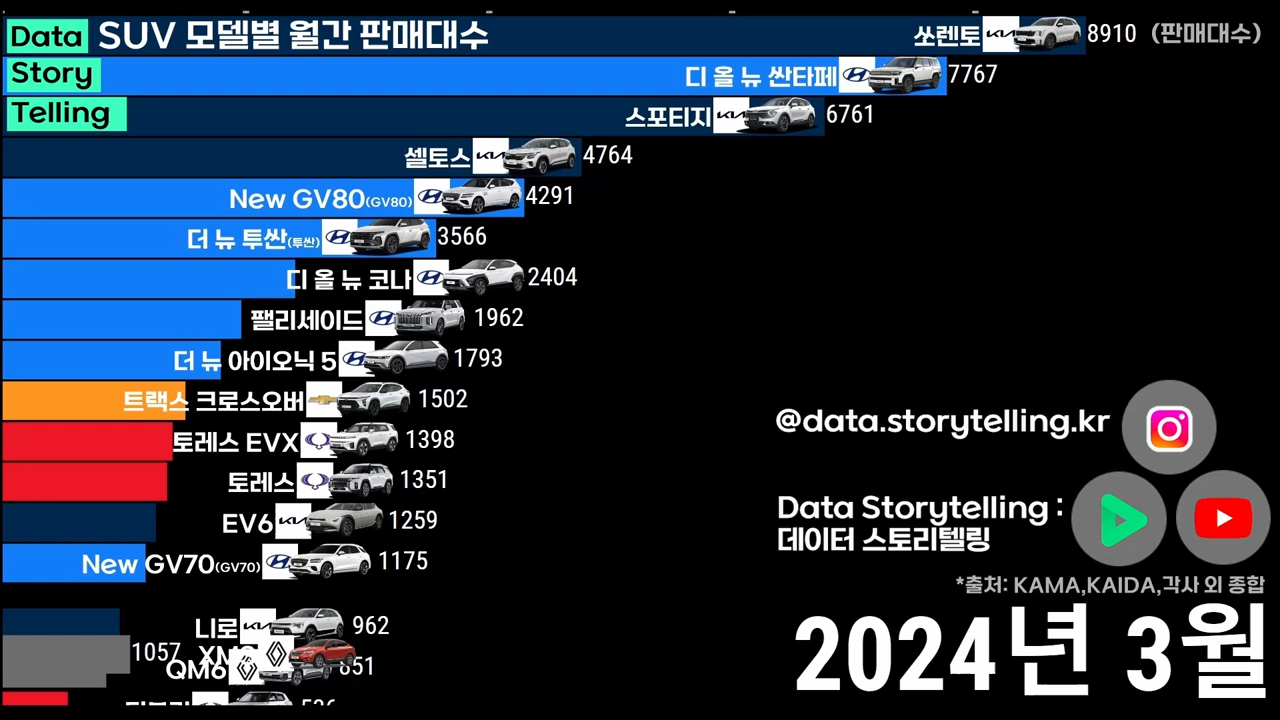 Data
Story
Telling
SUV 모델별 월간 판매대수
쏘렌토 KIA 8910 (판매대수)
디 올 뉴 싼타페 7767
스포티지 KIA 6761
셀토스 KIA 4764
New GV80(GV80) 4291
더 뉴 투싼(투싼) 3566
디 올 뉴 코나 2404
팰리세이드 1962
더 뉴 아이오닉 5 1793
트랙스 크로스오버 1502
토레스 EVX 1398
토레스 1351
EV6 KIA 1259
New GV70(GV70) 1175
니로 KIA 962
1057
QM6 851
@data.storytelling.kr
Data Storytelling :
데이터 스토리텔링
*출처: KAMA,KAIDA,각사 외 종합
2024년 3월